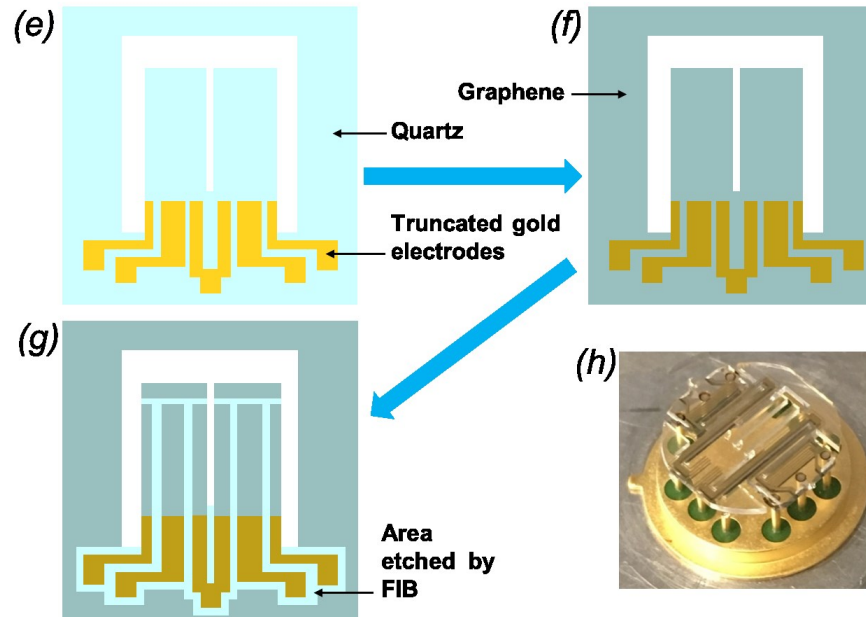 (e)
(f)
Graphene
Quartz
Truncated gold
electrodes
(g)
(h)
Area
etched by
FIB